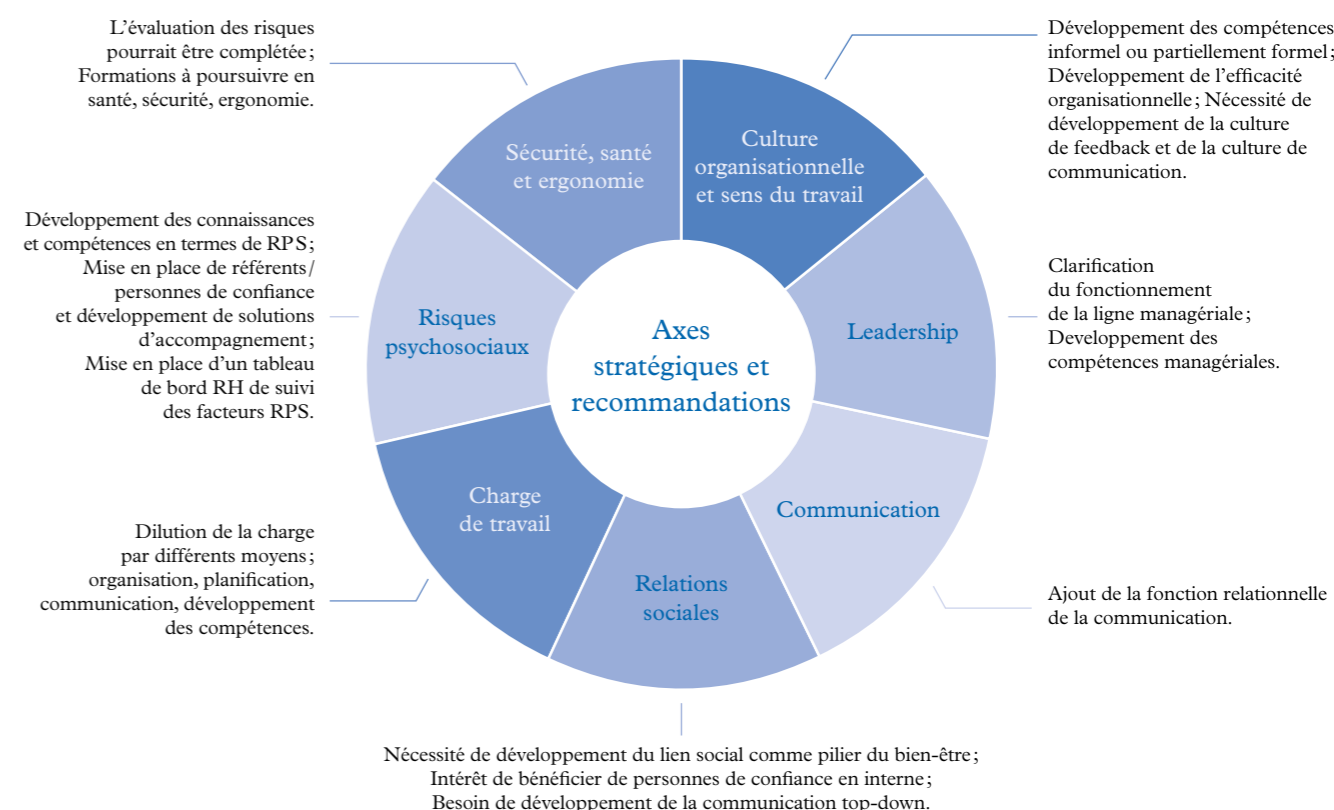 L’évaluation des risques
pourrait être complétée;
Formations à poursuivre en
santé, sécurité, ergonomie.
Développement des compétences
informel ou partiellement formel;
Développement de l’efficacité
organisationnelle; Nécessité de
développement de la culture
de feedback et de la culture de
communication.
Sécurité, santé
et ergonomie
Culture
organisationnelle
et sens du travail
Développement des connaissances
et compétences en termes de RPS;
Mise en place de référents/
personnes de confiance
et développement de solutions
d’accompagnement;
Mise en place d’un tableau
de bord RH de suivi
des facteurs RPS.
Risques
psychosociaux
Axes
stratégiques et
recommandations
Leadership
Clarification
du fonctionnement
de la ligne managériale;
Developpement des
compétences managériales.
Charge
de travail
Communication
Relations
sociales
Dilution de la charge
par différents moyens;
organisation, planification,
communication, développement
des compétences.
Ajout de la fonction relationnelle
de la communication.
Nécessité de développement du lien social comme pilier du bien-être;
Intérêt de bénéficier de personnes de confiance en interne;
Besoin de développement de la communication top-down.